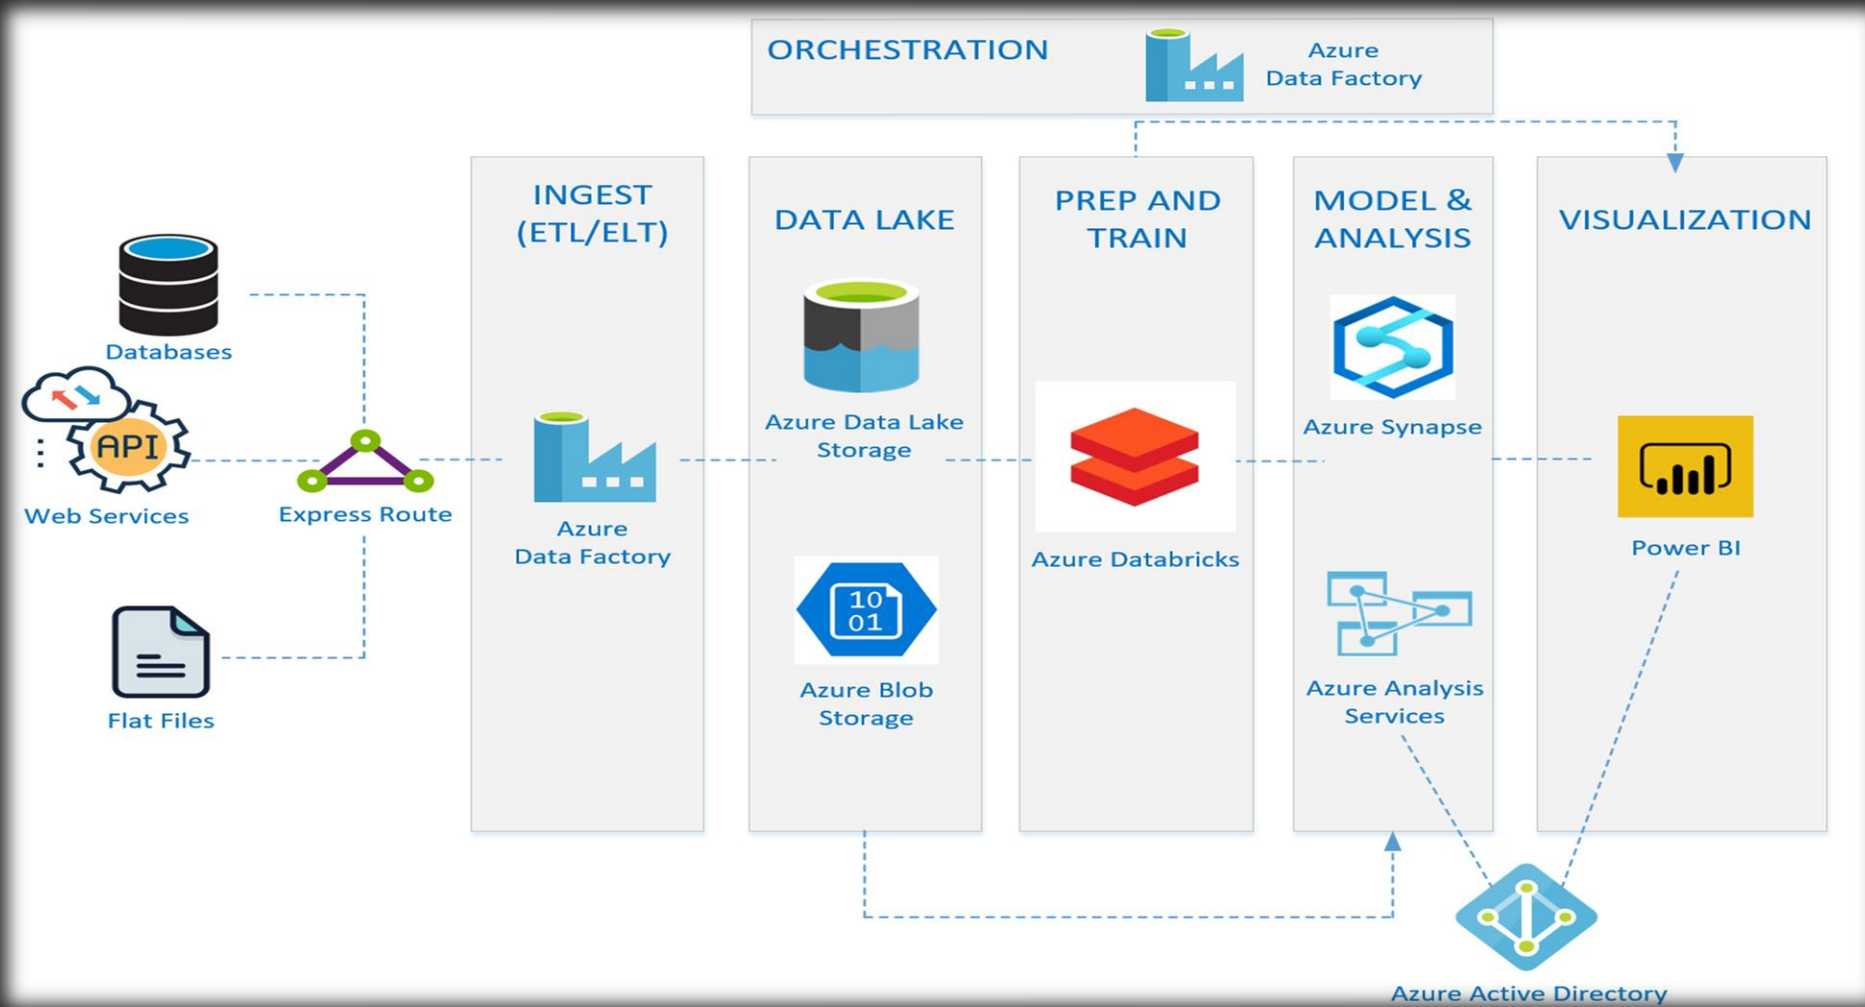 ORCHESTRATION
Azure
Data Factory
INGEST
(ETL/ELT)
DATA LAKE
PREP AND
TRAIN
MODEL &
ANALYSIS
VISUALIZATION
Databases
API
Web Services
Express Route
Flat Files
Azure
Data Factory
Azure Data Lake
Storage
10
01
Azure Blob
Storage
Azure Databricks
Azure Synapse
Azure Analysis
Services
Power BI
Azure Active Directory